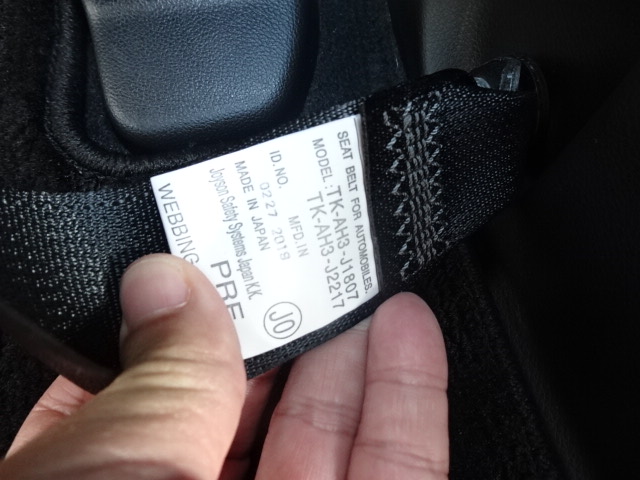 SEAT BELT FOR AUTOMOBILES.
MODEL: TK-AH3-J1807
TK-AH3-J2217
MFD.IN
ID. NO. 0227 2019
MADE IN JAPAN
Joyson Safety Systems Japan K.K.
PRE
WEBBING
JO